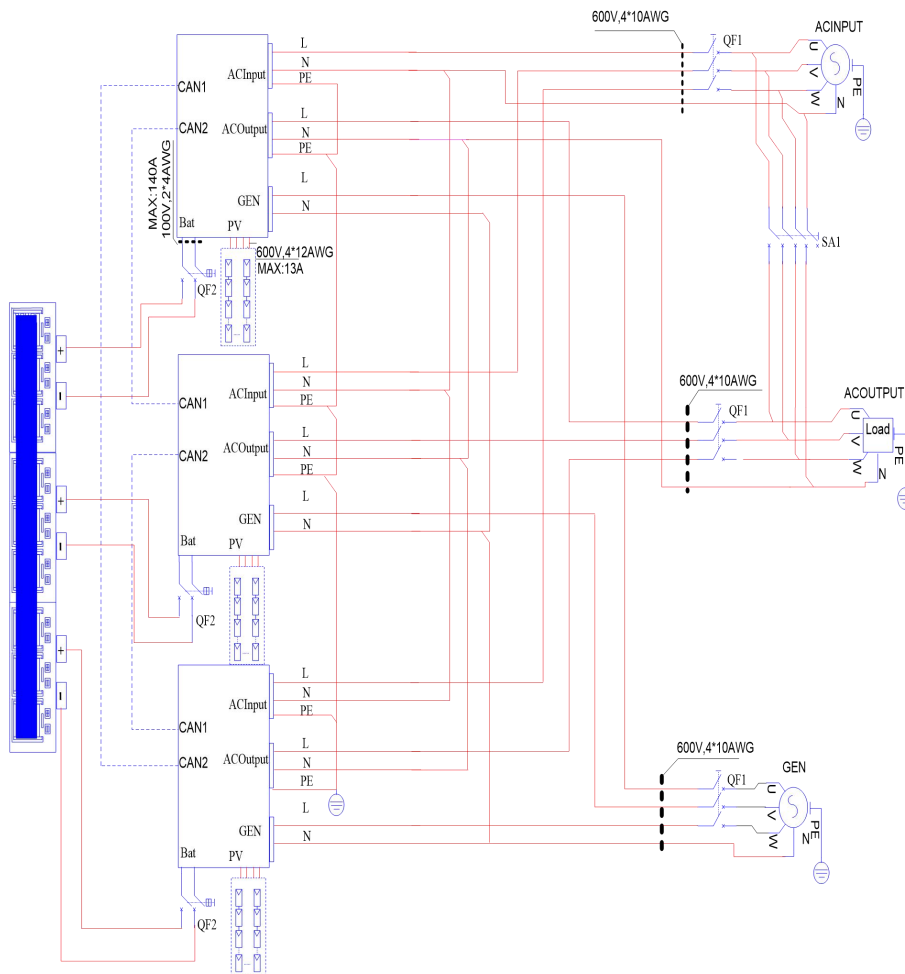 600V,4*10AWG
ACINPUT
QF1
U
V
W
N
PE
L
N
PE
ACInput
CAN1
L
N
PE
ACOutput
CAN2
L
N
GEN
MAX:140A
100V,2*4AWG
Bat
PV
600V,4*12AWG
MAX:13A
QF2
SA1
+
−
L
N
PE
ACInput
CAN1
L
N
PE
ACOutput
CAN2
L
N
GEN
Bat
PV
QF2
600V,4*10AWG
ACOUTPUT
QF1
U
V
W
N
PE
Load
+
−
L
N
PE
ACInput
CAN1
L
N
PE
ACOutput
CAN2
L
N
GEN
Bat
PV
QF2
+
−
600V,4*10AWG
GEN
QF1
U
V
W
N
PE